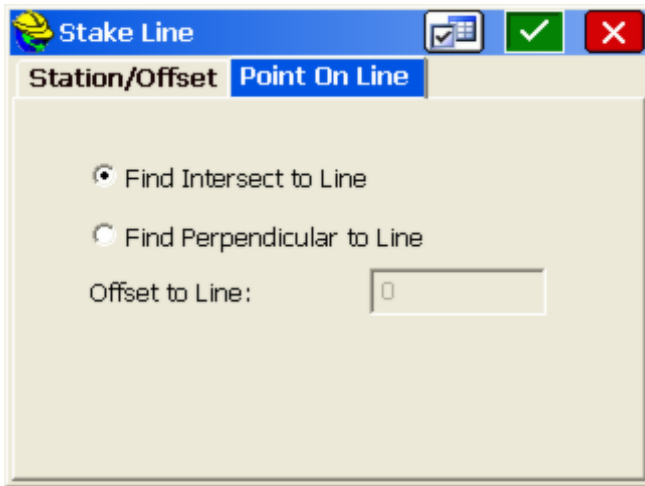 Stake Line
Station/Offset Point On Line
Find Intersect to Line
Find Perpendicular to Line
Offset to Line: 0